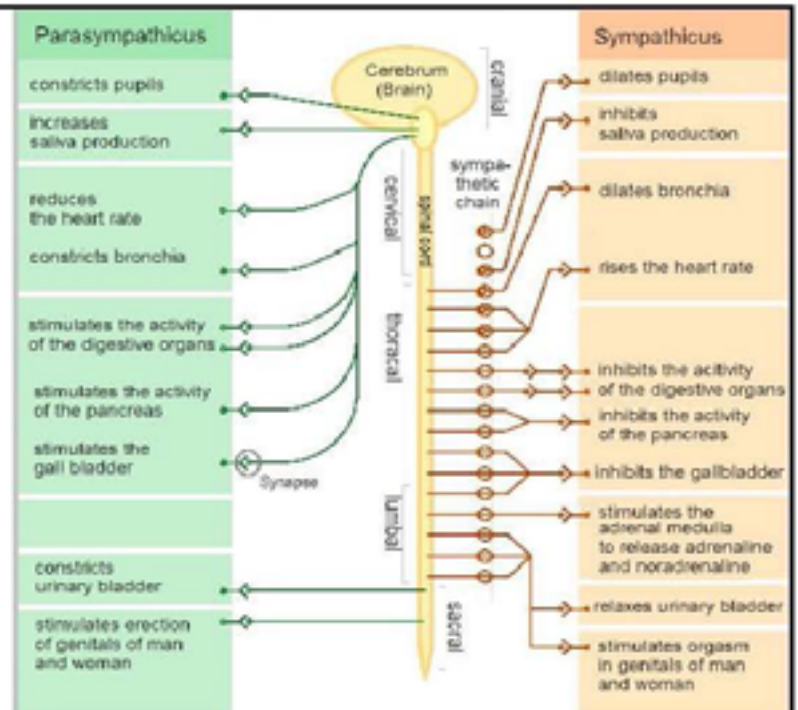 Parasympathicus
constricts pupils
increases
saliva production
reduces
the heart rate
constricts bronchia
stimulates the activity
of the digestive organs
stimulates the activity
of the pancreas
stimulates the
gall bladder
constricts
urinary bladder
stimulates erection
of genitals of man
and woman
Cerebrum
(Brain)
cranial
cervical
spinal cord
sympa-
thetic
chain
thoracal
Synapse
lumbal
sacral
Sympathicus
dilates pupils
inhibits
saliva production
dilates bronchia
rises the heart rate
inhibits the acitivity
of the digestive organs
inhibits the activity
of the pancreas
inhibits the gallbladder
stimulates the
adrenal medulla
to release adrenaline
and noradrenaline
relaxes urinary bladder
stimulates orgasm
in genitals of man
and woman